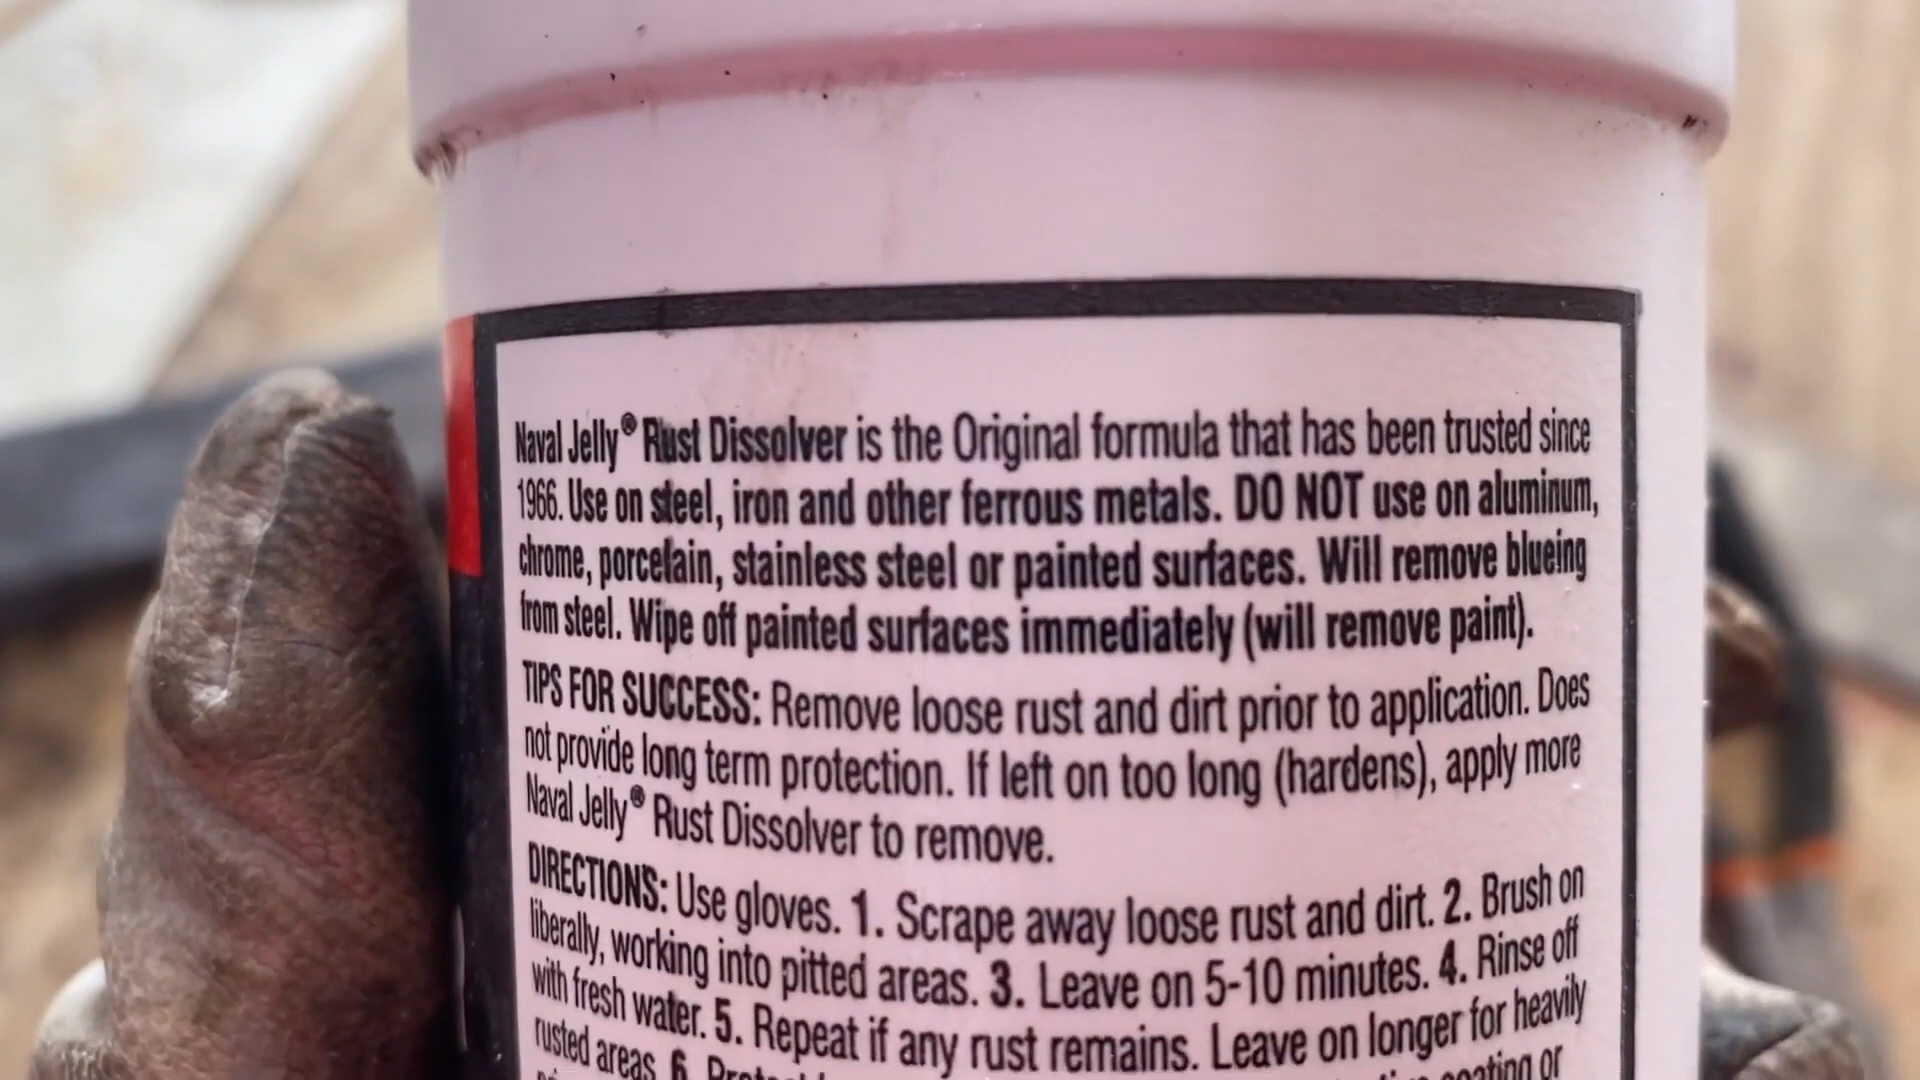 Naval Jelly® Rust Dissolver is the Original formula that has been trusted since
1966. Use on steel, iron and other ferrous metals. DO NOT use on aluminum,
chrome, porcelain, stainless steel or painted surfaces. Will remove blueing
from steel. Wipe off painted surfaces immediately (will remove paint).
TIPS FOR SUCCESS: Remove loose rust and dirt prior to application. Does
not provide long term protection. If left on too long (hardens), apply more
Naval Jelly® Rust Dissolver to remove.
DIRECTIONS: Use gloves. 1. Scrape away loose rust and dirt. 2. Brush on
liberally, working into pitted areas. 3. Leave on 5-10 minutes. 4. Rinse off
with fresh water. 5. Repeat if any rust remains. Leave on longer for heavily
rusted areas. 6. coating or